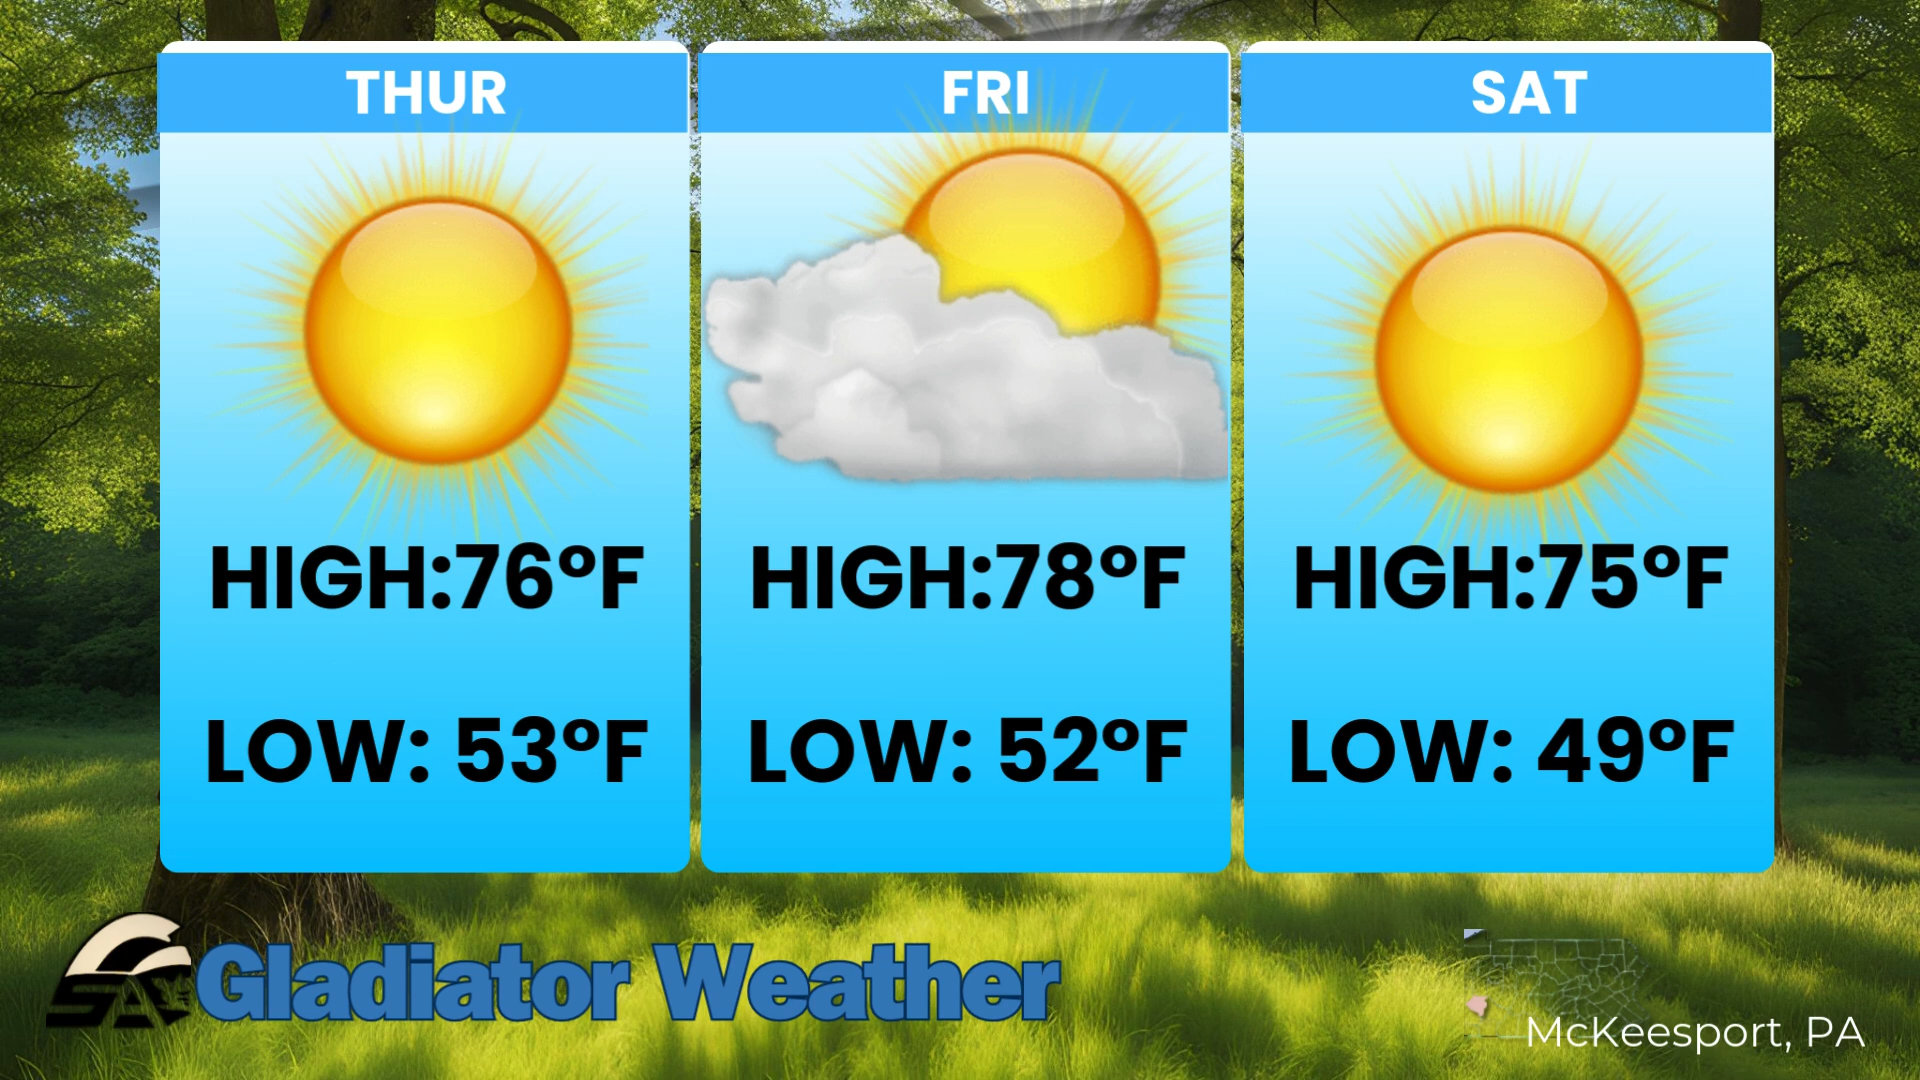 THUR
HIGH:76°F
LOW: 53°F
FRI
HIGH:78°F
LOW: 52°F
SAT
HIGH:75°F
LOW: 49°F
Gladiator Weather
McKeesport, PA